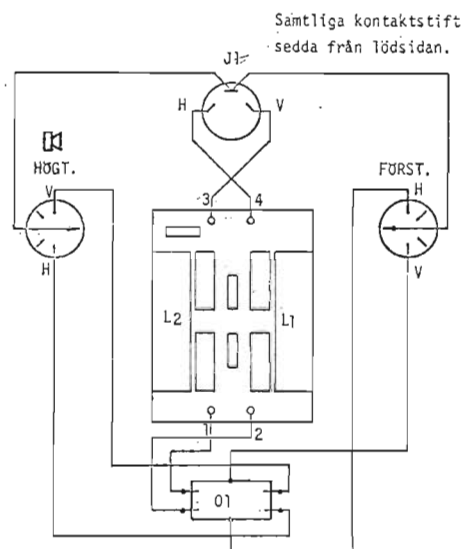 Samtliga kontaktstift
sedda från lödsidan.
J1
H V
HÖGT.
V
H
FÖRST.
H
V
3 4
L2 L1
1 2
01